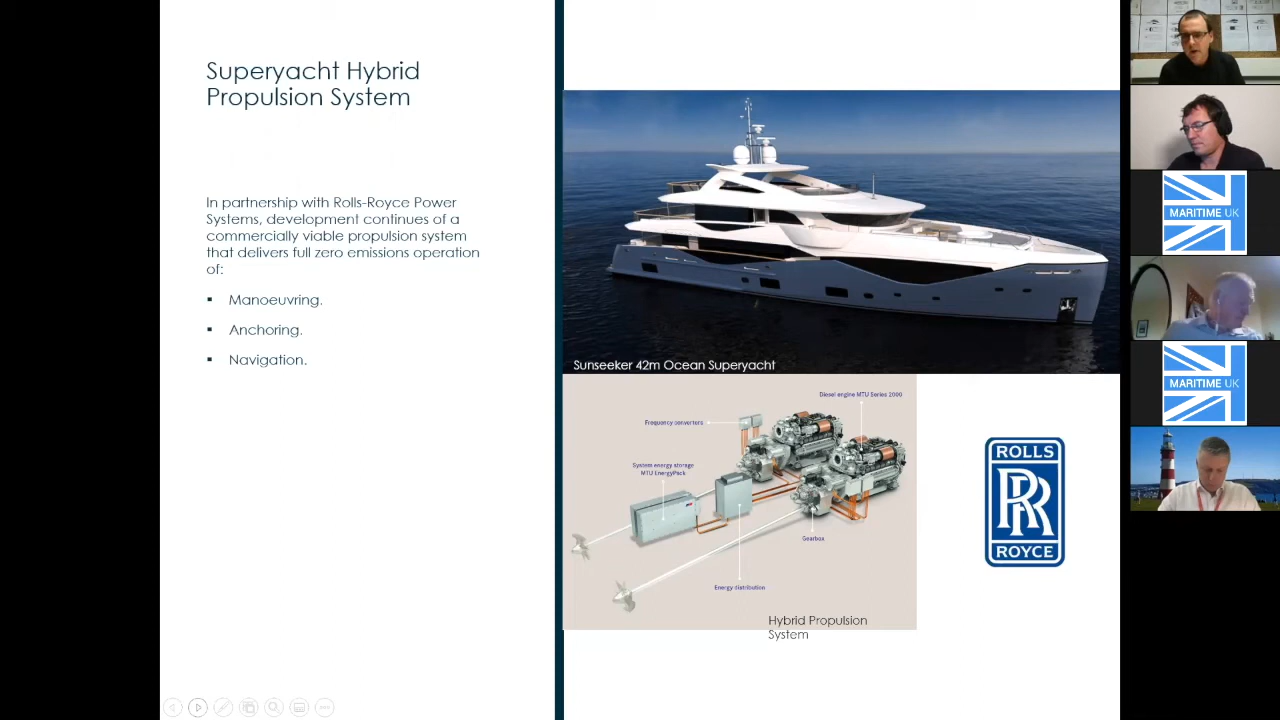 Superyacht Hybrid
Propulsion System
In partnership with Rolls-Royce Power
Systems, development continues of a
commercially viable propulsion system
that delivers full zero emissions operation
of:
▪ Manoeuvring.
▪ Anchoring.
▪ Navigation.
Sunseeker 42m Ocean Superyacht
Diesel engine MTU Series 2000
Frequency converters
System energy storage
MTU EnergyPack
Gearbox
Energy distribution
Hybrid Propulsion
System
ROLLS
RR
ROYCE
MARITIME UK
MARITIME UK